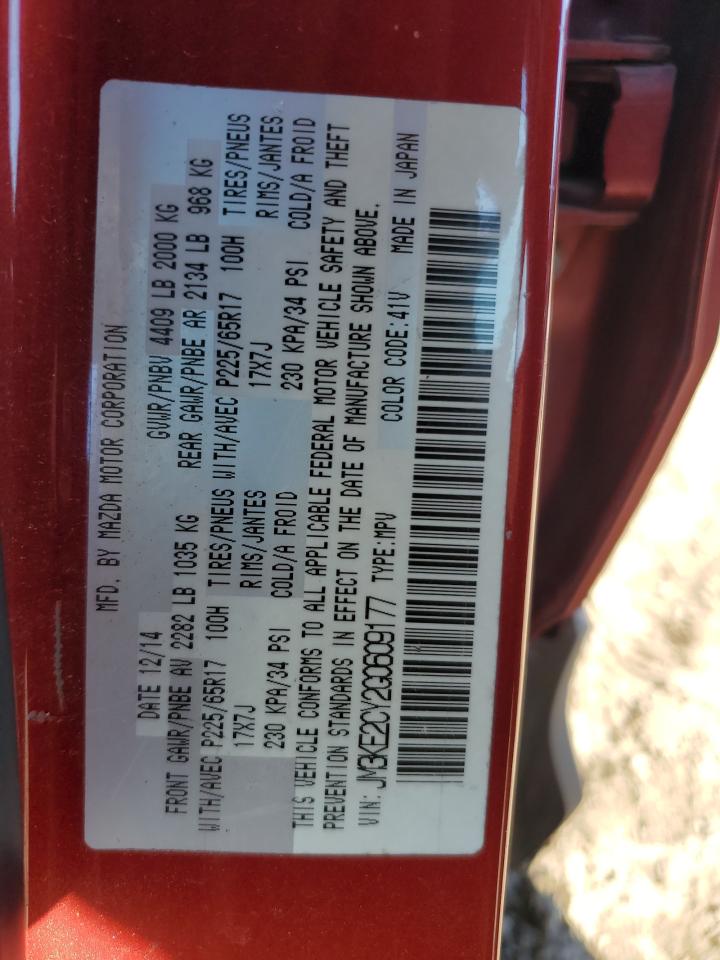 MFD. BY MAZDA MOTOR CORPORATION
DATE 12/14 GVWR/PNBV 4409 LB 2000 KG
FRONT GAWR/PNBE AV 2282 LB 1035 KG REAR GAWR/PNBE AR 2134 LB 968 KG
WITH/AVEC P225/65R17 100H TIRES/PNEUS WITH/AVEC P225/65R17 100H TIRES/PNEUS
17X7J RIMS/JANTES 17X7J RIMS/JANTES
230 KPA/34 PSI COLD/A FROID 230 KPA/34 PSI COLD/A FROID
THIS VEHICLE CONFORMS TO ALL APPLICABLE FEDERAL MOTOR VEHICLE SAFETY AND THEFT
PREVENTION STANDARDS IN EFFECT ON THE DATE OF MANUFACTURE SHOWN ABOVE.
VIN: JM3KE2CY2G0609177 TYPE:MPV COLOR CODE:41V MADE IN JAPAN